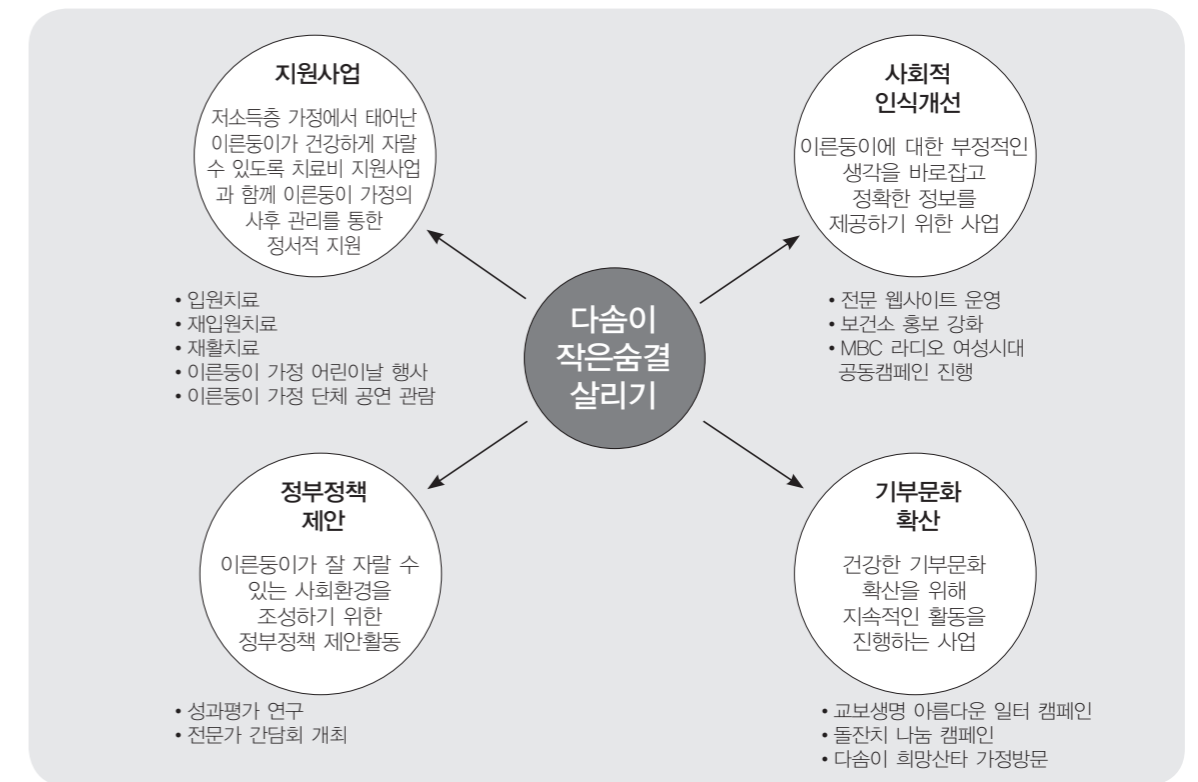 지원사업
저소득층 가정에서 태어난
이른둥이가 건강하게 자랄
수 있도록 치료비 지원사업
과 함께 이른둥이 가정의
사후 관리를 통한
정서적 지원
• 입원치료
• 재입원치료
• 재활치료
• 이른둥이 가정 어린이날 행사
• 이른둥이 가정 단체 공연 관람
사회적
인식개선
이른둥이에 대한 부정적인
생각을 바로잡고
정확한 정보를
제공하기 위한 사업
• 전문 웹사이트 운영
• 보건소 홍보 강화
• MBC 라디오 여성시대
공동캠페인 진행
다솜이
작은숨결
살리기
정부정책
제안
이른둥이가 잘 자랄 수
있는 사회환경을
조성하기 위한
정부정책 제안활동
• 성과평가 연구
• 전문가 간담회 개최
기부문화
확산
건강한 기부문화
확산을 위해
지속적인 활동을
진행하는 사업
• 교보생명 아름다운 일터 캠페인
• 돌잔치 나눔 캠페인
• 다솜이 희망산타 가정방문